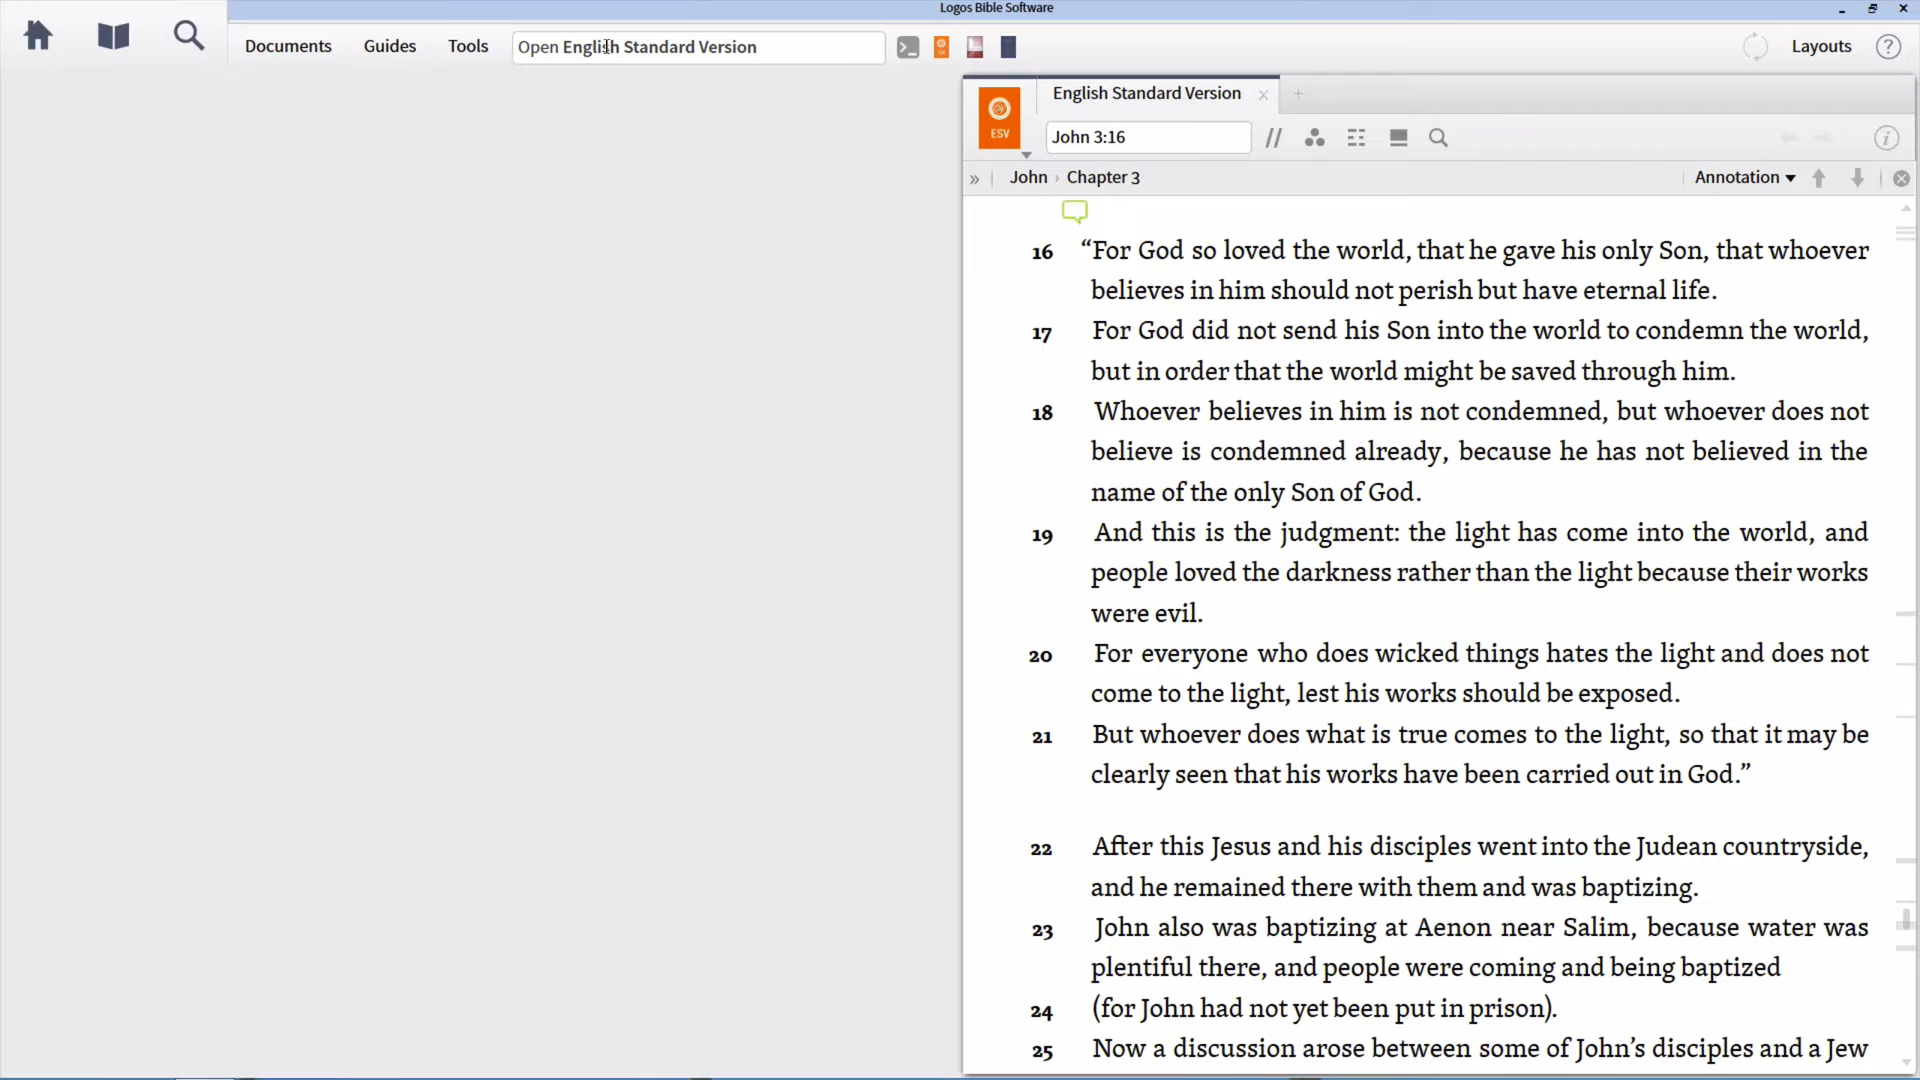 Logos Bible Software
Documents Guides Tools Open English Standard Version Layouts ?
English Standard Version
ESV
John 3:16
John › Chapter 3 Annotation
16 “For God so loved the world, that he gave his only Son, that whoever
believes in him should not perish but have eternal life.
17 For God did not send his Son into the world to condemn the world,
but in order that the world might be saved through him.
18 Whoever believes in him is not condemned, but whoever does not
believe is condemned already, because he has not believed in the
name of the only Son of God.
19 And this is the judgment: the light has come into the world, and
people loved the darkness rather than the light because their works
were evil.
20 For everyone who does wicked things hates the light and does not
come to the light, lest his works should be exposed.
21 But whoever does what is true comes to the light, so that it may be
clearly seen that his works have been carried out in God.”
22 After this Jesus and his disciples went into the Judean countryside,
and he remained there with them and was baptizing.
23 John also was baptizing at Aenon near Salim, because water was
plentiful there, and people were coming and being baptized
24 (for John had not yet been put in prison).
25 Now a discussion arose between some of John’s disciples and a Jew